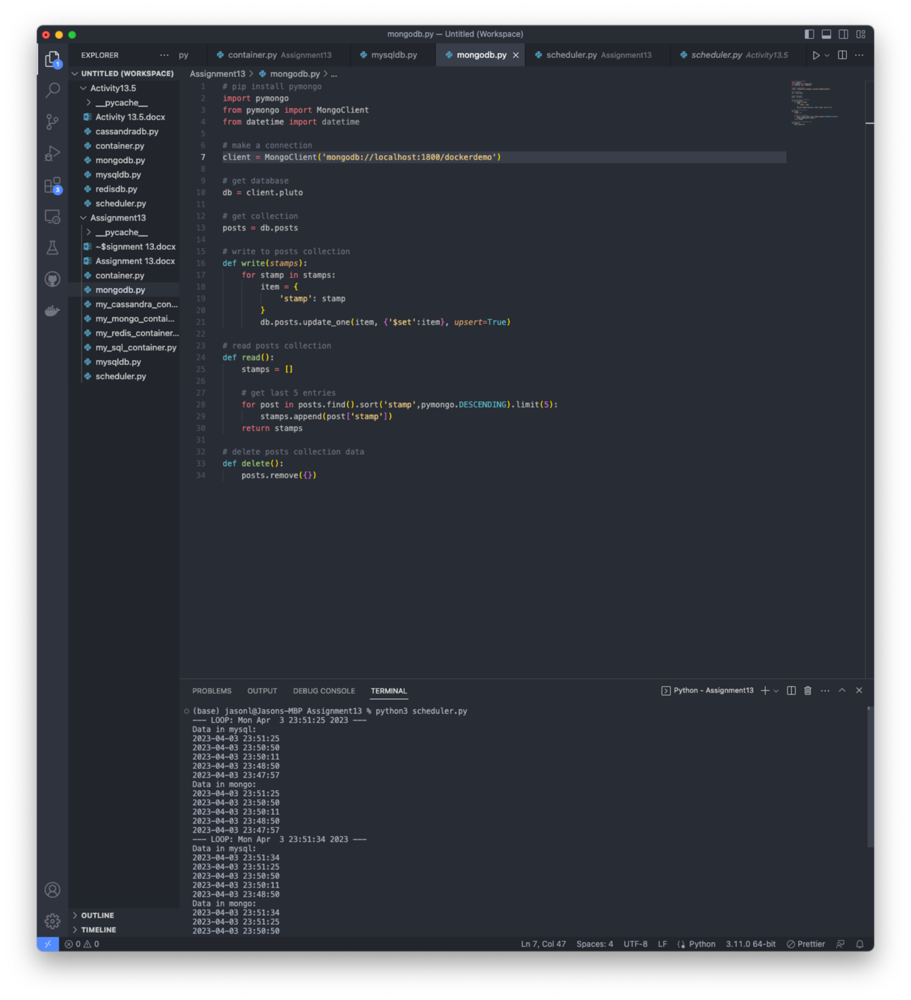 mongodb.py — Untitled (Workspace)
EXPLORER
py
container.py Assignment13
mysqldb.py
mongodb.py
scheduler.py Assignment13
scheduler.py Activity13.5
UNTITLED (WORKSPACE)
Activity13.5
__pycache__
Activity 13.5.docx
cassandradb.py
container.py
mongodb.py
mysqldb.py
redisdb.py
scheduler.py
Assignment13
__pycache__
~$signment 13.docx
Assignment 13.docx
container.py
mongodb.py
my_cassandra_con...
my_mongo_contai...
my_redis_container...
my_sql_container.py
mysqldb.py
scheduler.py
OUTLINE
TIMELINE
1
3
Assignment13 > mongodb.py > ...
1 # pip install pymongo
2 import pymongo
3 from pymongo import MongoClient
4 from datetime import datetime
5
6 # make a connection
7 client = MongoClient('mongodb://localhost:1800/dockerdemo')
8
9 # get database
10 db = client.pluto
11
12 # get collection
13 posts = db.posts
14
15 # write to posts collection
16 def write(stamps):
17 for stamp in stamps:
18 item = {
19 'stamp': stamp
20 }
21 db.posts.update_one(item, {'$set':item}, upsert=True)
22
23 # read posts collection
24 def read():
25 stamps = []
26
27 # get last 5 entries
28 for post in posts.find().sort('stamp',pymongo.DESCENDING).limit(5):
29 stamps.append(post['stamp'])
30 return stamps
31
32 # delete posts collection data
33 def delete():
34 posts.remove({})
PROBLEMS OUTPUT DEBUG CONSOLE TERMINAL
Python - Assignment13
(base) jasonl@Jasons-MBP Assignment13 % python3 scheduler.py
--- LOOP: Mon Apr  3 23:51:25 2023 ---
Data in mysql:
2023-04-03 23:51:25
2023-04-03 23:50:50
2023-04-03 23:50:11
2023-04-03 23:48:50
2023-04-03 23:47:57
Data in mongo:
2023-04-03 23:51:25
2023-04-03 23:50:50
2023-04-03 23:50:11
2023-04-03 23:48:50
2023-04-03 23:47:57
--- LOOP: Mon Apr  3 23:51:34 2023 ---
Data in mysql:
2023-04-03 23:51:34
2023-04-03 23:51:25
2023-04-03 23:50:50
2023-04-03 23:50:11
2023-04-03 23:48:50
Data in mongo:
2023-04-03 23:51:34
2023-04-03 23:51:25
2023-04-03 23:50:50
0 0
Ln 7, Col 47 Spaces: 4 UTF-8 LF Python 3.11.0 64-bit Prettier